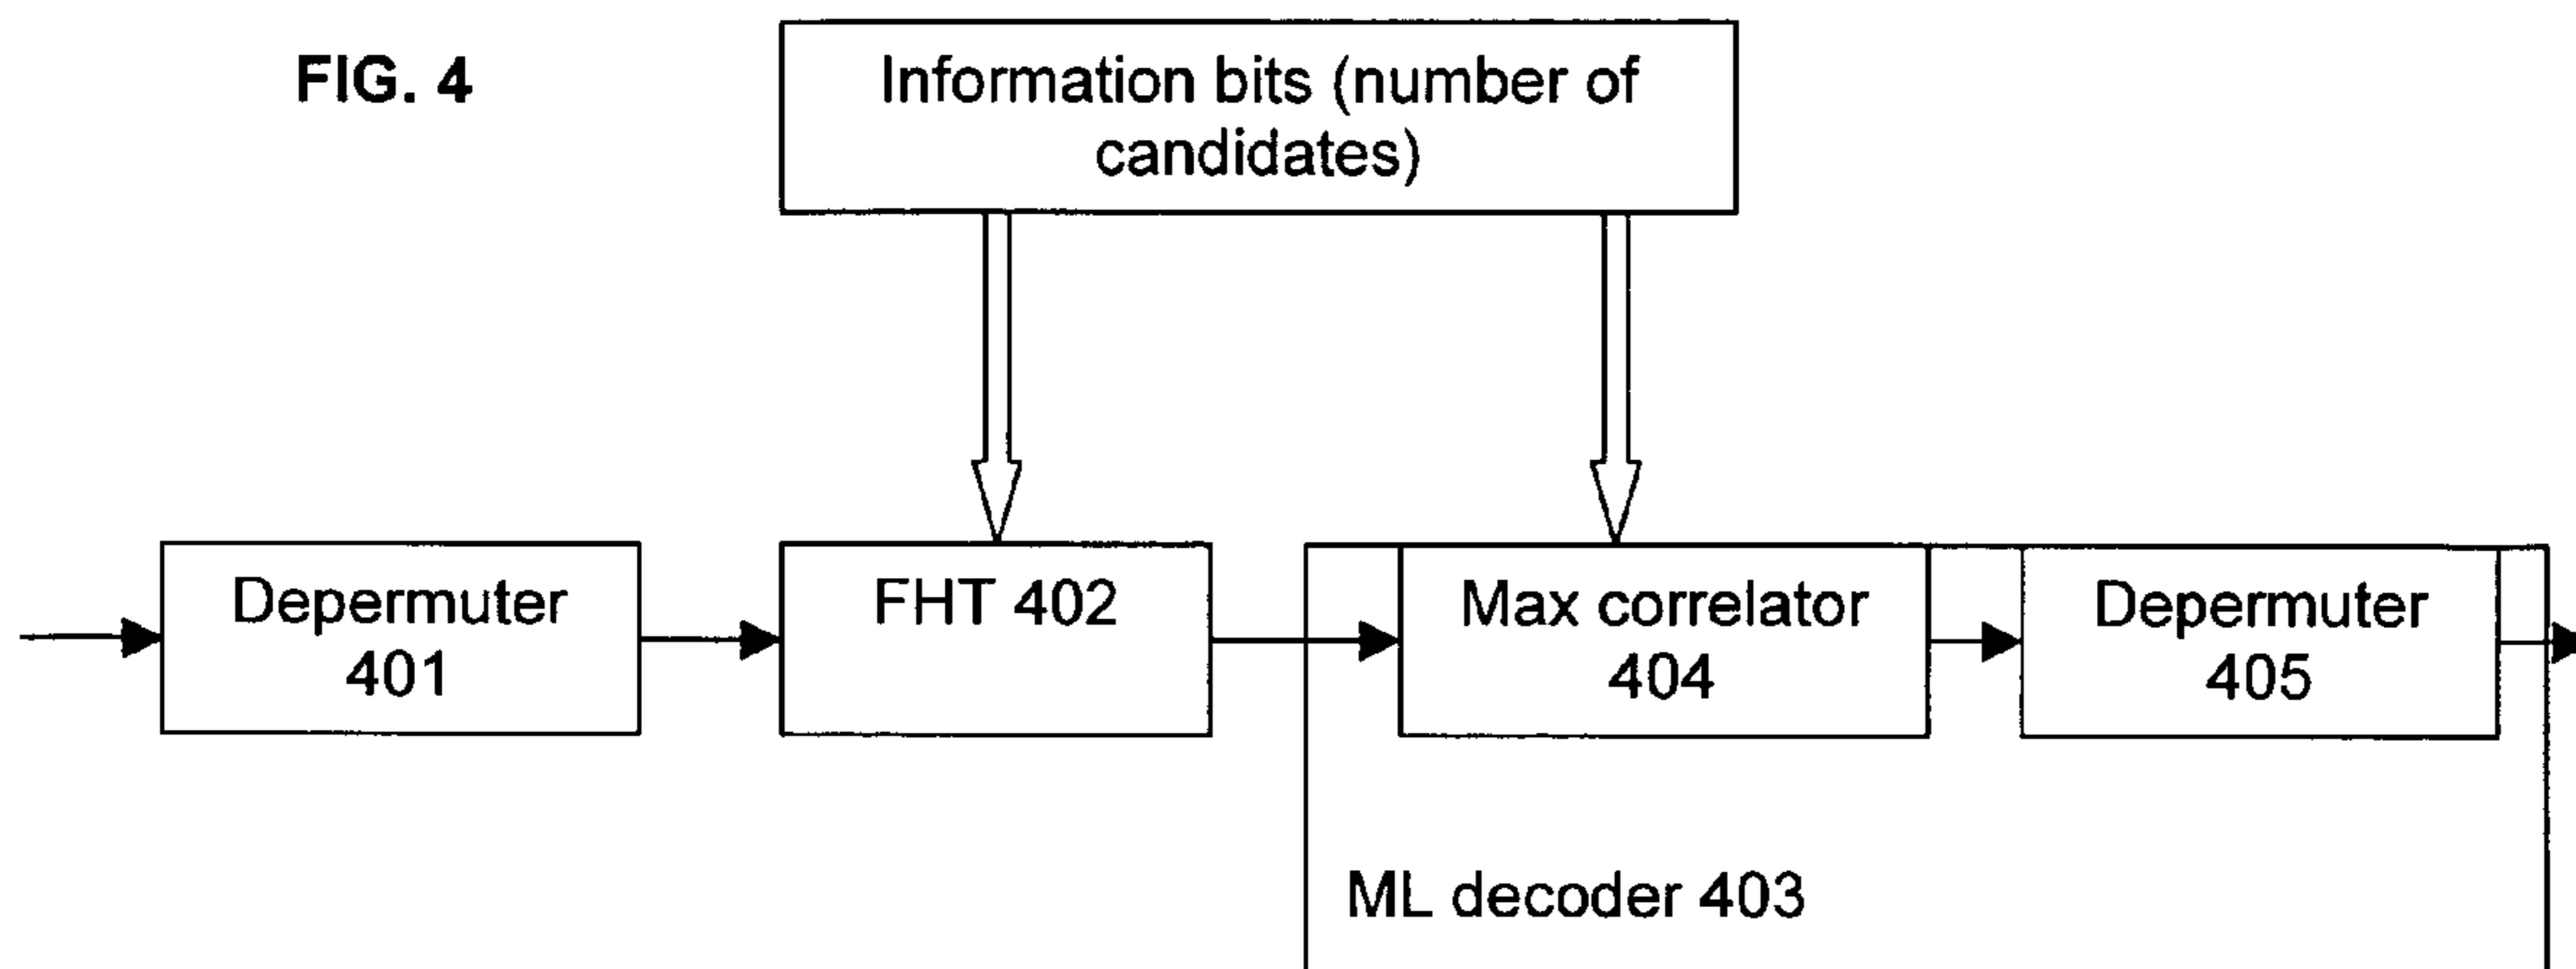 FIG. 4
Information bits (number of
candidates)
Depermuter
401
FHT 402
Max correlator
404
Depermuter
405
ML decoder 403